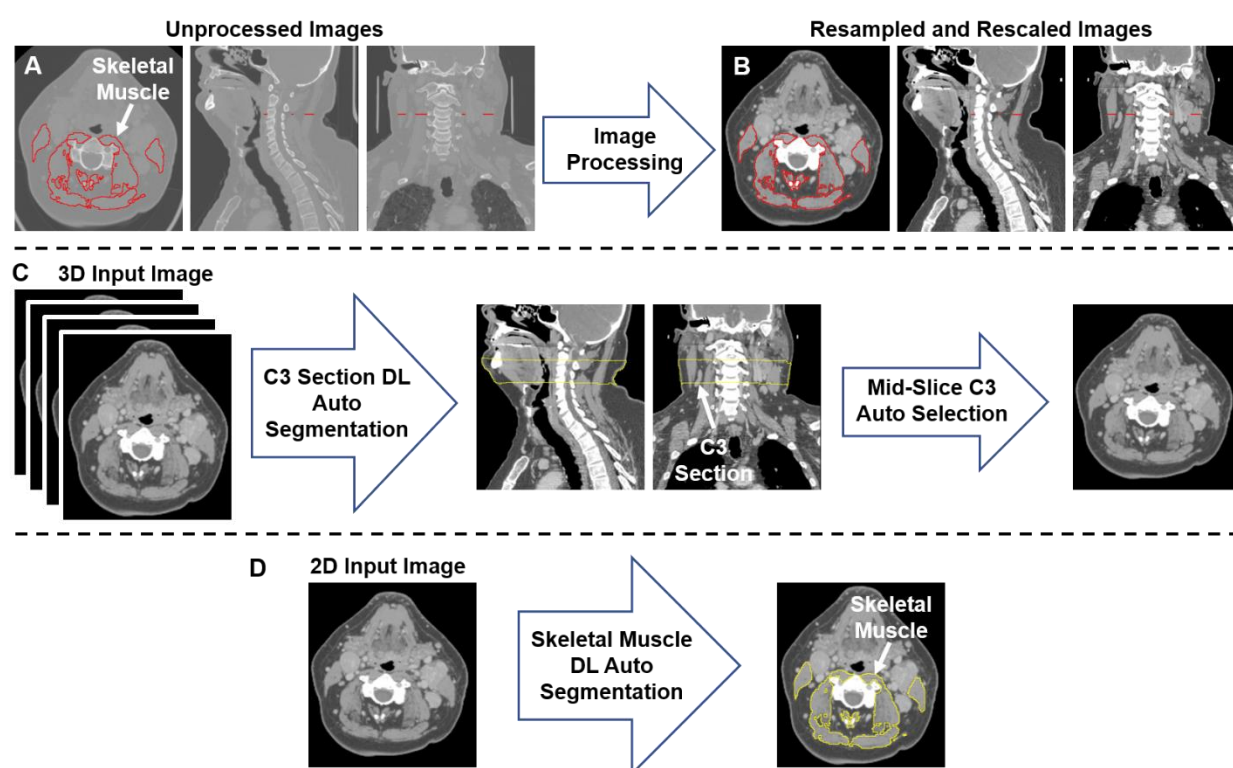 Unprocessed Images
Resampled and Rescaled Images
A
Skeletal
Muscle
Image
Processing
B
C
3D Input Image
C3 Section DL
Auto
Segmentation
C3
Section
Mid-Slice C3
Auto Selection
D
2D Input Image
Skeletal Muscle
DL Auto
Segmentation
Skeletal
Muscle